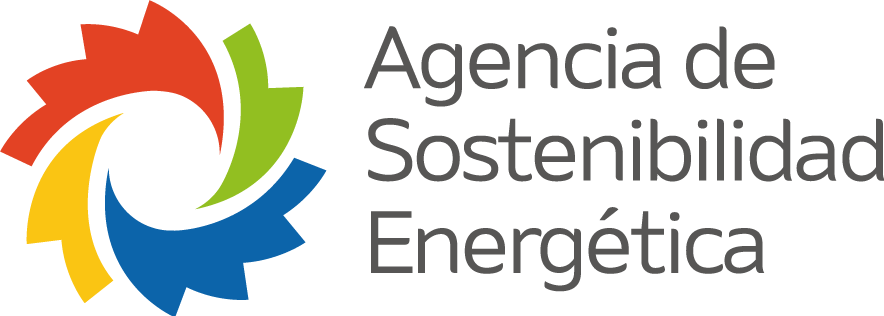 Agencia de
Sostenibilidad
Energética